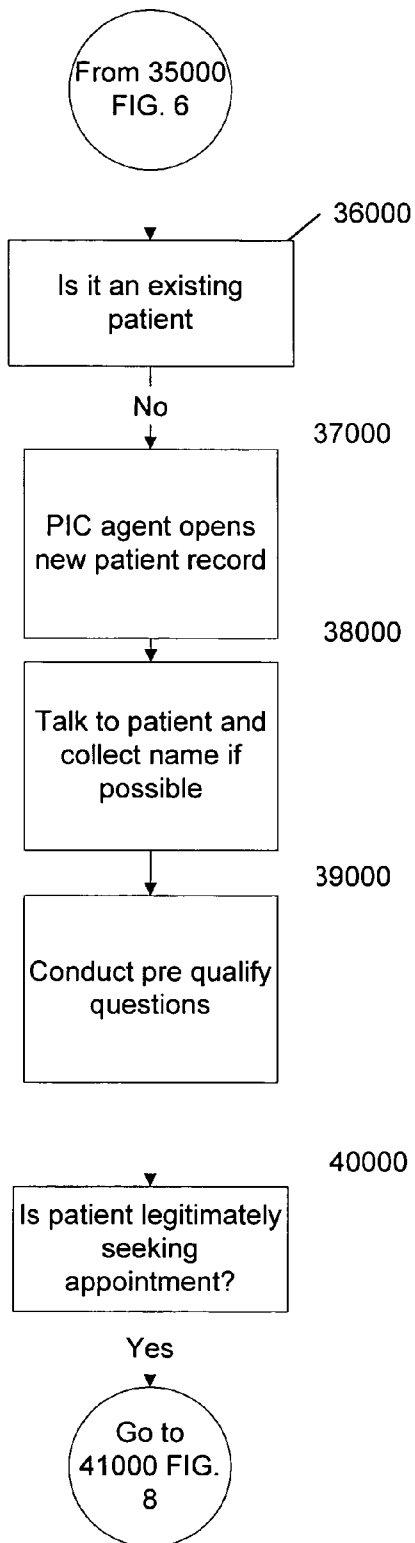 From 35000
FIG. 6
36000
Is it an existing
patient
No
37000
PIC agent opens
new patient record
38000
Talk to patient and
collect name if
possible
39000
Conduct pre qualify
questions
40000
Is patient legitimately
seeking
appointment?
Yes
Go to
41000 FIG.
8